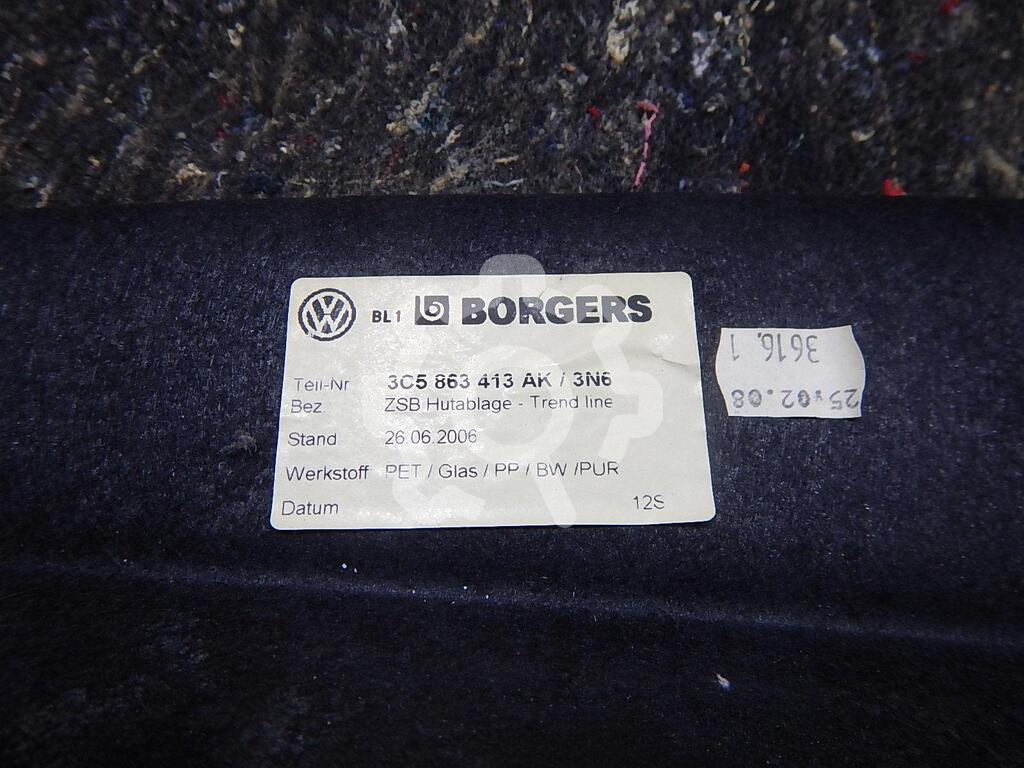 BL1 BORGERS
Teil-Nr 3C5 863 413 AK / 3N6
Bez. ZSB Hutablage - Trend line
Stand 26.06.2006
Werkstoff PET / Glas / PP / BW /PUR
Datum 12S
25.02.08
3616.1